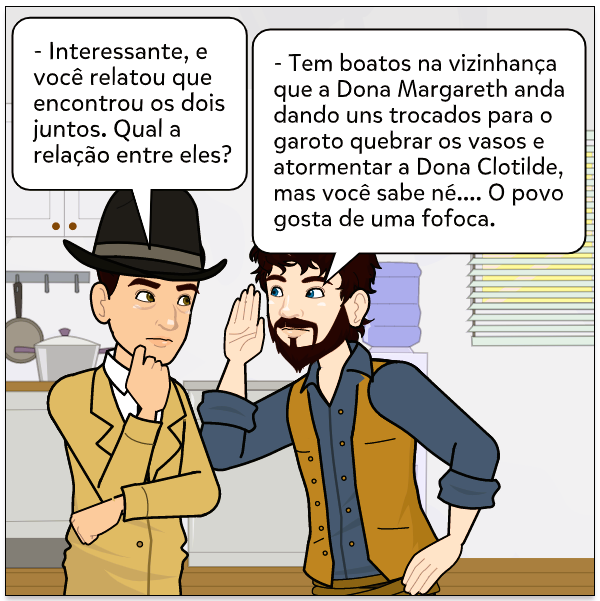 - Interessante, e
você relatou que
encontrou os dois
juntos. Qual a
relação entre eles?
- Tem boatos na vizinhança
que a Dona Margareth anda
dando uns trocados para o
garoto quebrar os vasos e
atormentar a Dona Clotilde,
mas você sabe né.... O povo
gosta de uma fofoca.